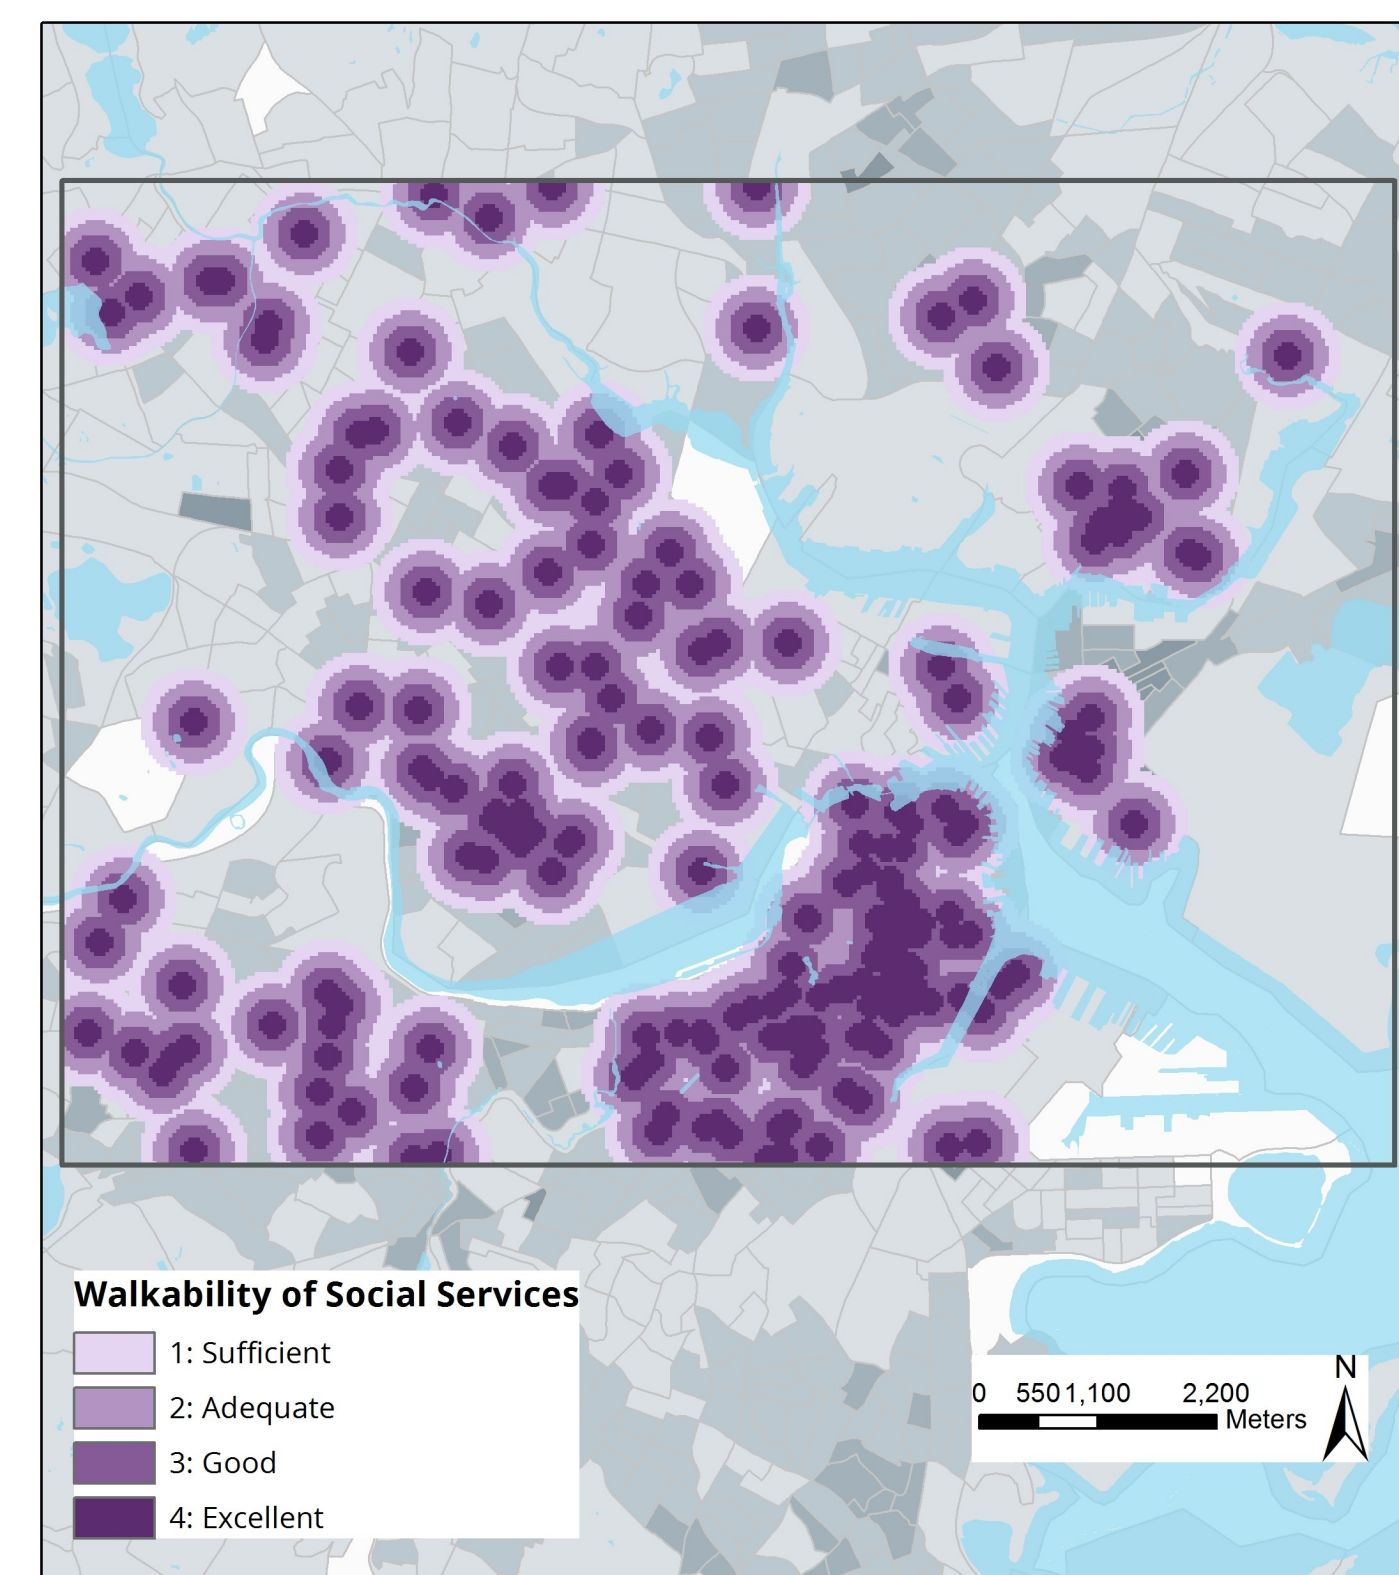 Walkability of Social Services
1: Sufficient
2: Adequate
3: Good
4: Excellent
N
0 550 1,100 2,200
Meters